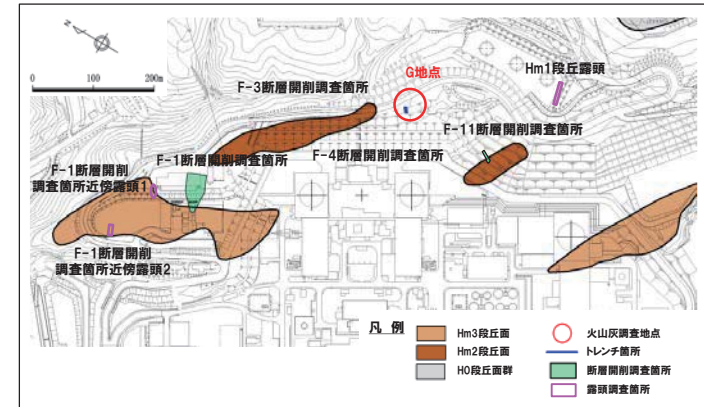 N
0 100 200m
G地点
Hm1段丘露頭
F-3断層開削調査箇所
F-11断層開削調査箇所
F-1断層開削調査箇所
F-4断層開削調査箇所
F-1断層開削
調査箇所近傍露頭1
F-1断層開削
調査箇所近傍露頭2
凡 例
Hm3段丘面
Hm2段丘面
H0段丘面群
火山灰調査地点
トレンチ箇所
断層開削調査箇所
露頭調査箇所